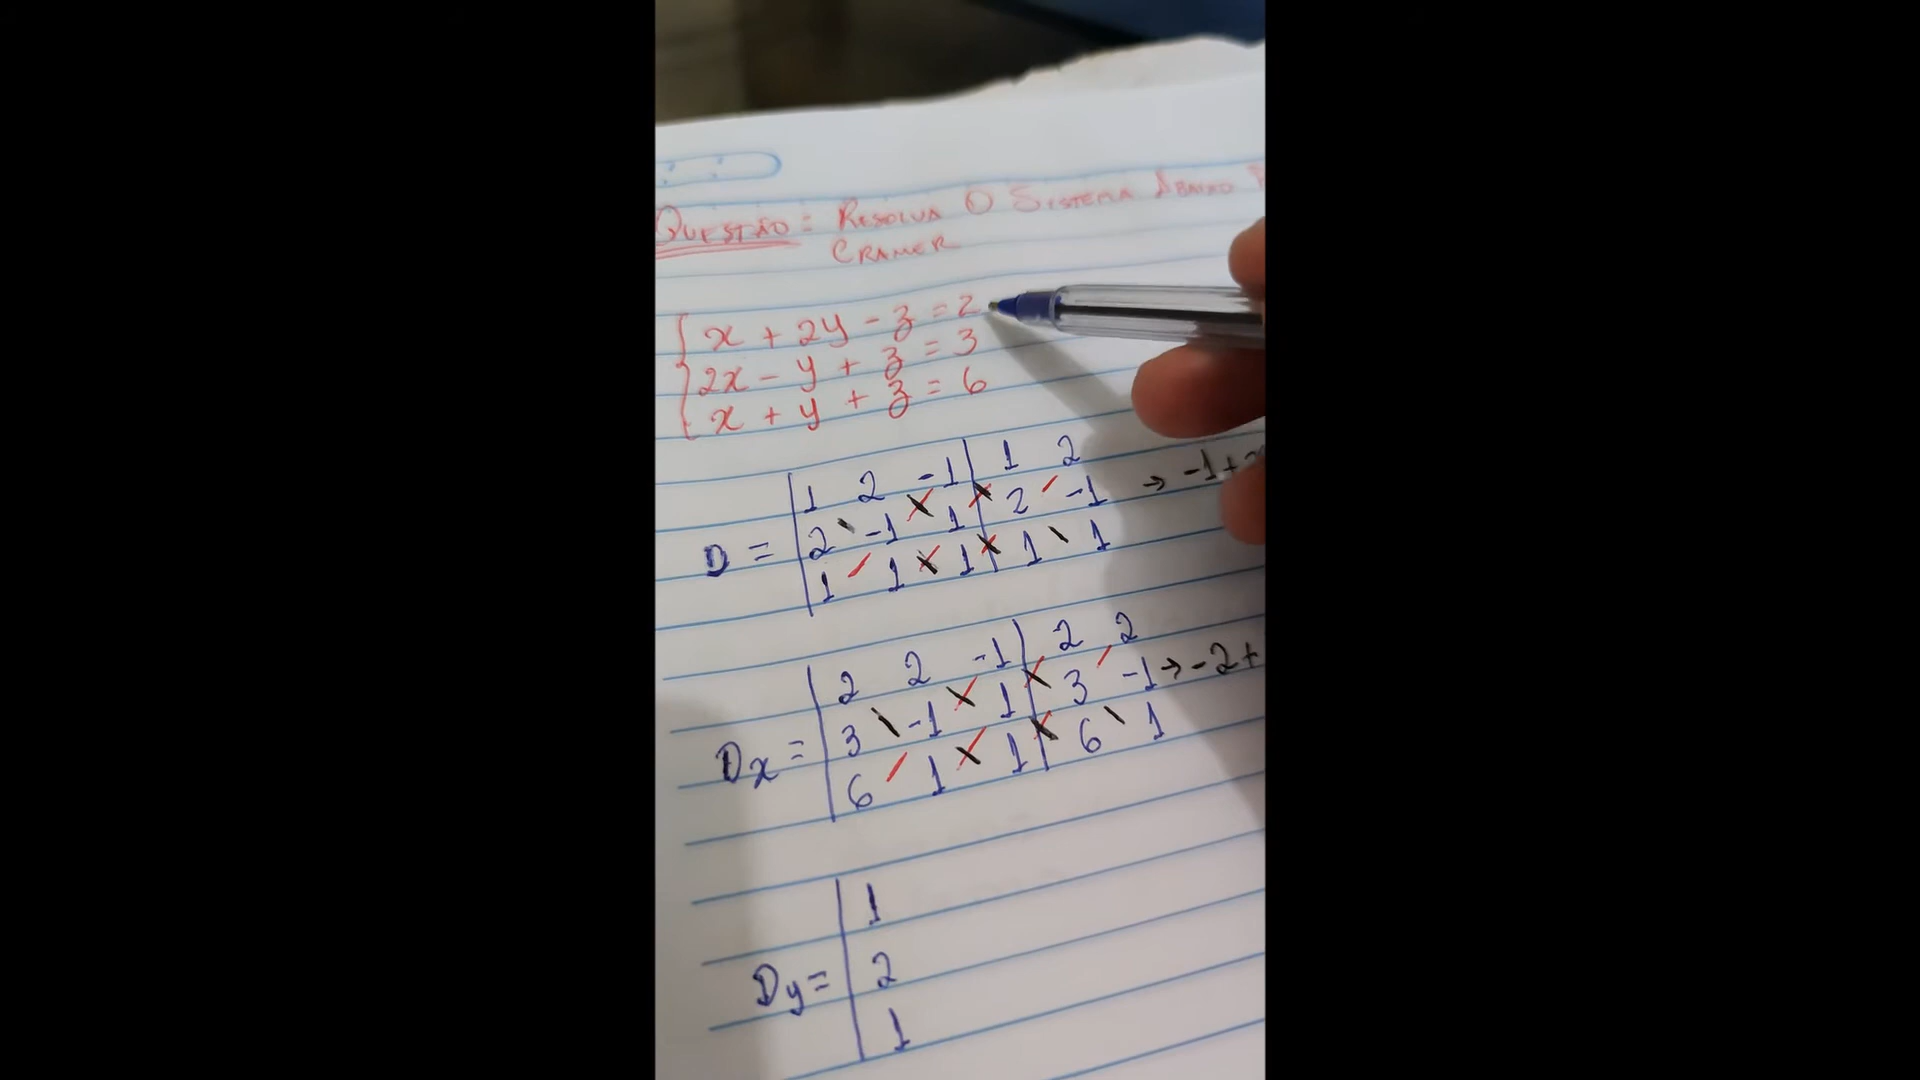 QUESTÃO: RESOLVA O SISTEMA ABAIXO
CRAMER
x + 2y - z = 2
2x - y + z = 3
x + y + z = 6
D = | 1 2 -1 | 1 2 → -1 +
2 -1 1 | 2 -1
1 1 1 | 1 1
Dx = | 2 2 -1 | 2 2
3 -1 1 | 3 -1 → -2 +
6 1 1 | 6 1
Dy = | 1
2
1